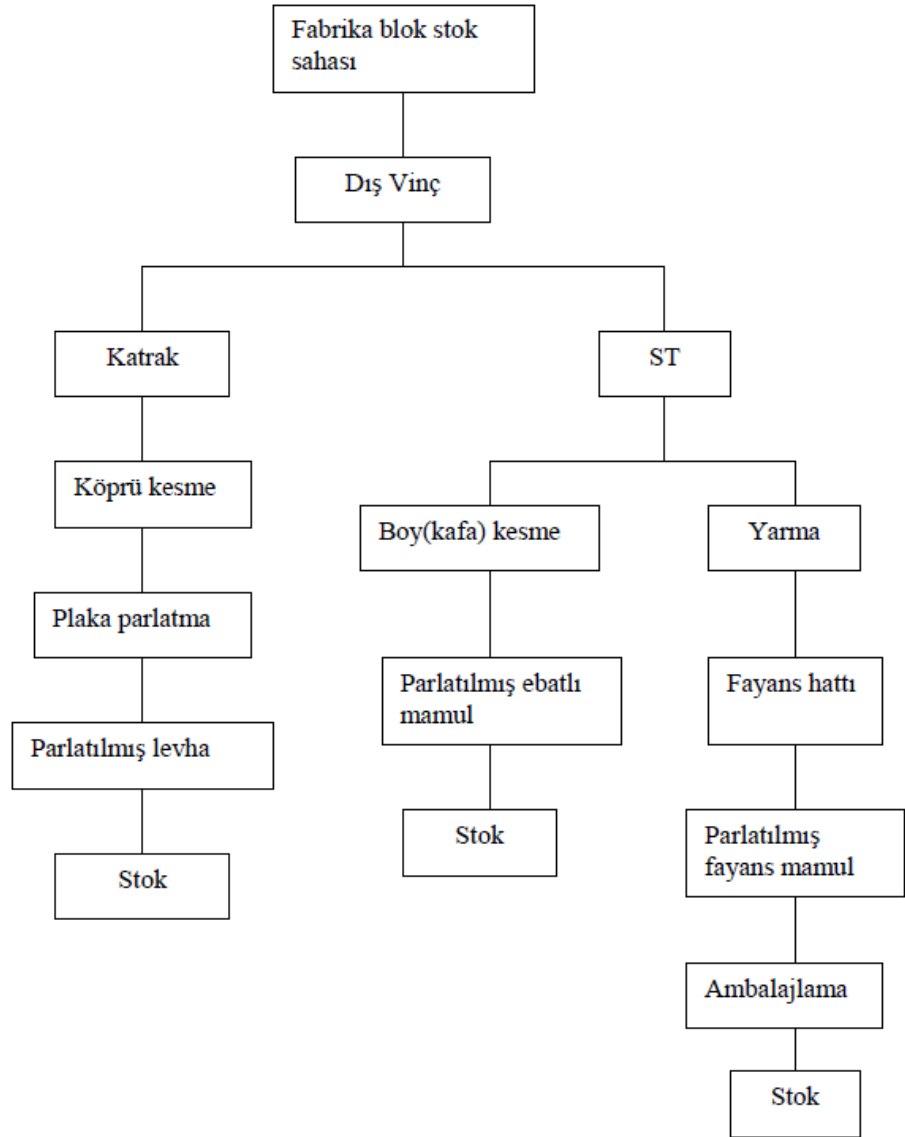 Fabrika blok stok
sahası
Dış Vinç
Katrak
ST
Köprü kesme
Boy(kafa) kesme
Yarma
Plaka parlatma
Parlatılmış ebatlı
mamul
Fayans hattı
Parlatılmış levha
Stok
Parlatılmış
fayans mamul
Stok
Ambalajlama
Stok